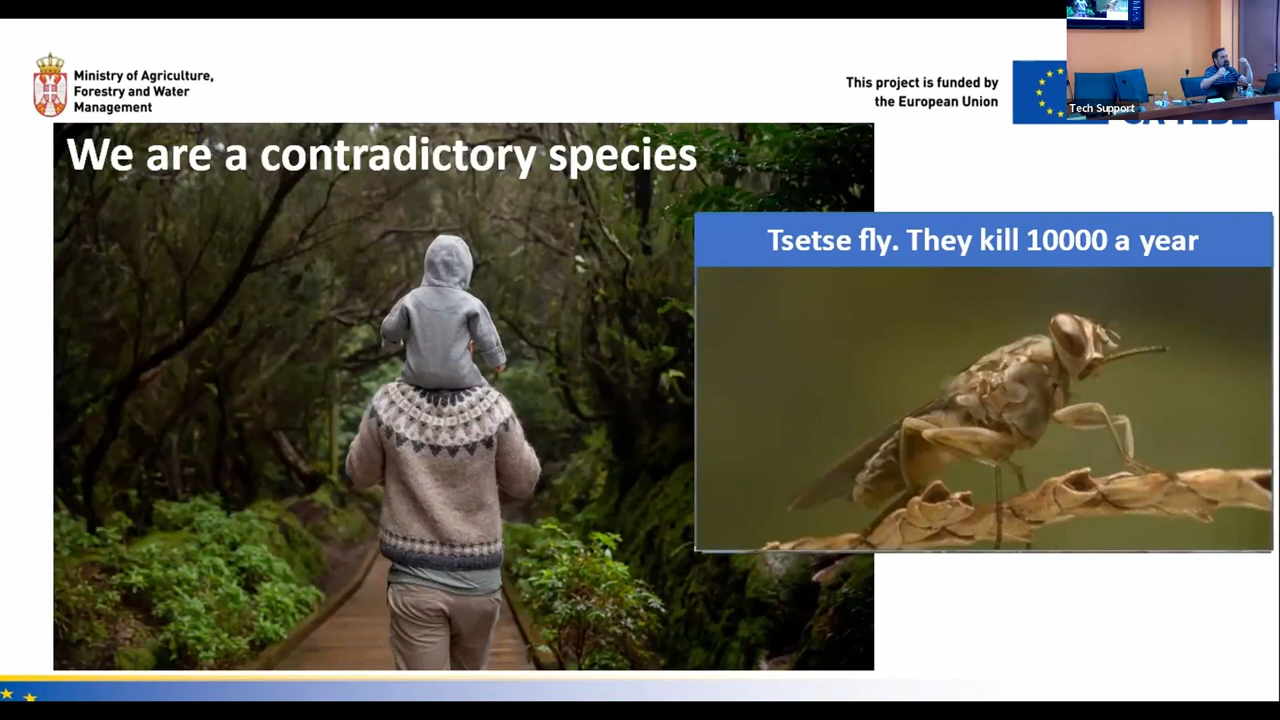 Ministry of Agriculture,
Forestry and Water
Management
This project is funded by
the European Union
Tech Support
We are a contradictory species
Tsetse fly. They kill 10000 a year